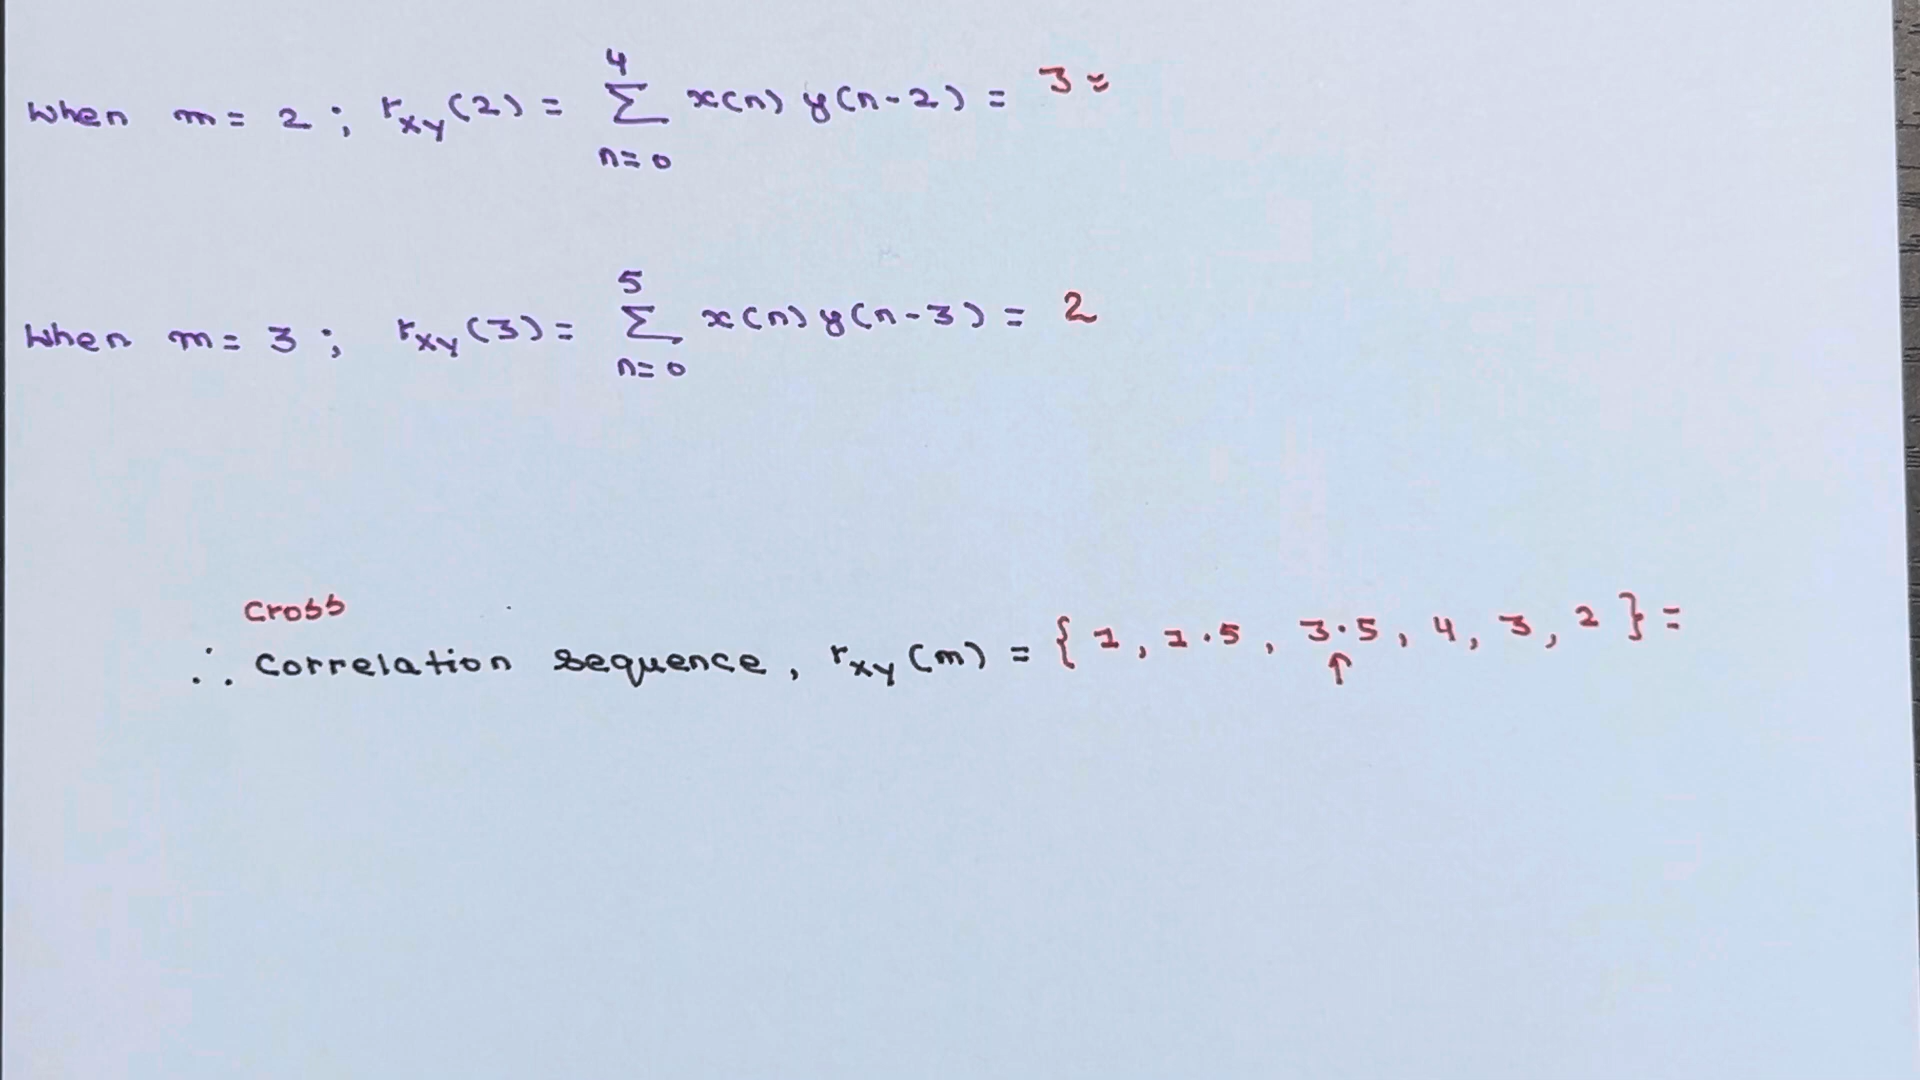 4
When m = 2 ; rxy(2) = Σ x(n) y(n-2) = 3 =
n=0
5
When m = 3 ; rxy(3) = Σ x(n) y(n-3) = 2
n=0
Cross
∴ Correlation sequence, rxy(m) = { 1, 1.5, 3.5, 4, 3, 2 } =
↑